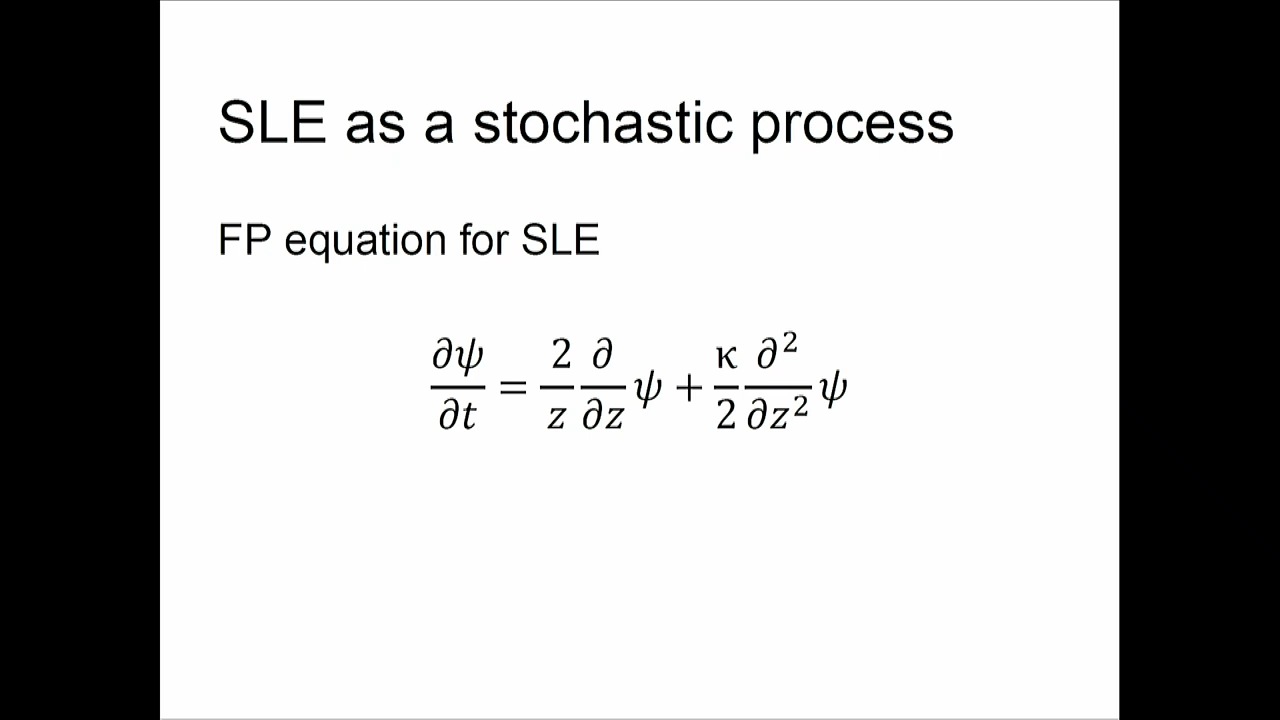 SLE as a stochastic process
FP equation for SLE
∂ψ/∂t = 2/z ∂/∂z ψ + κ/2 ∂²/∂z² ψ